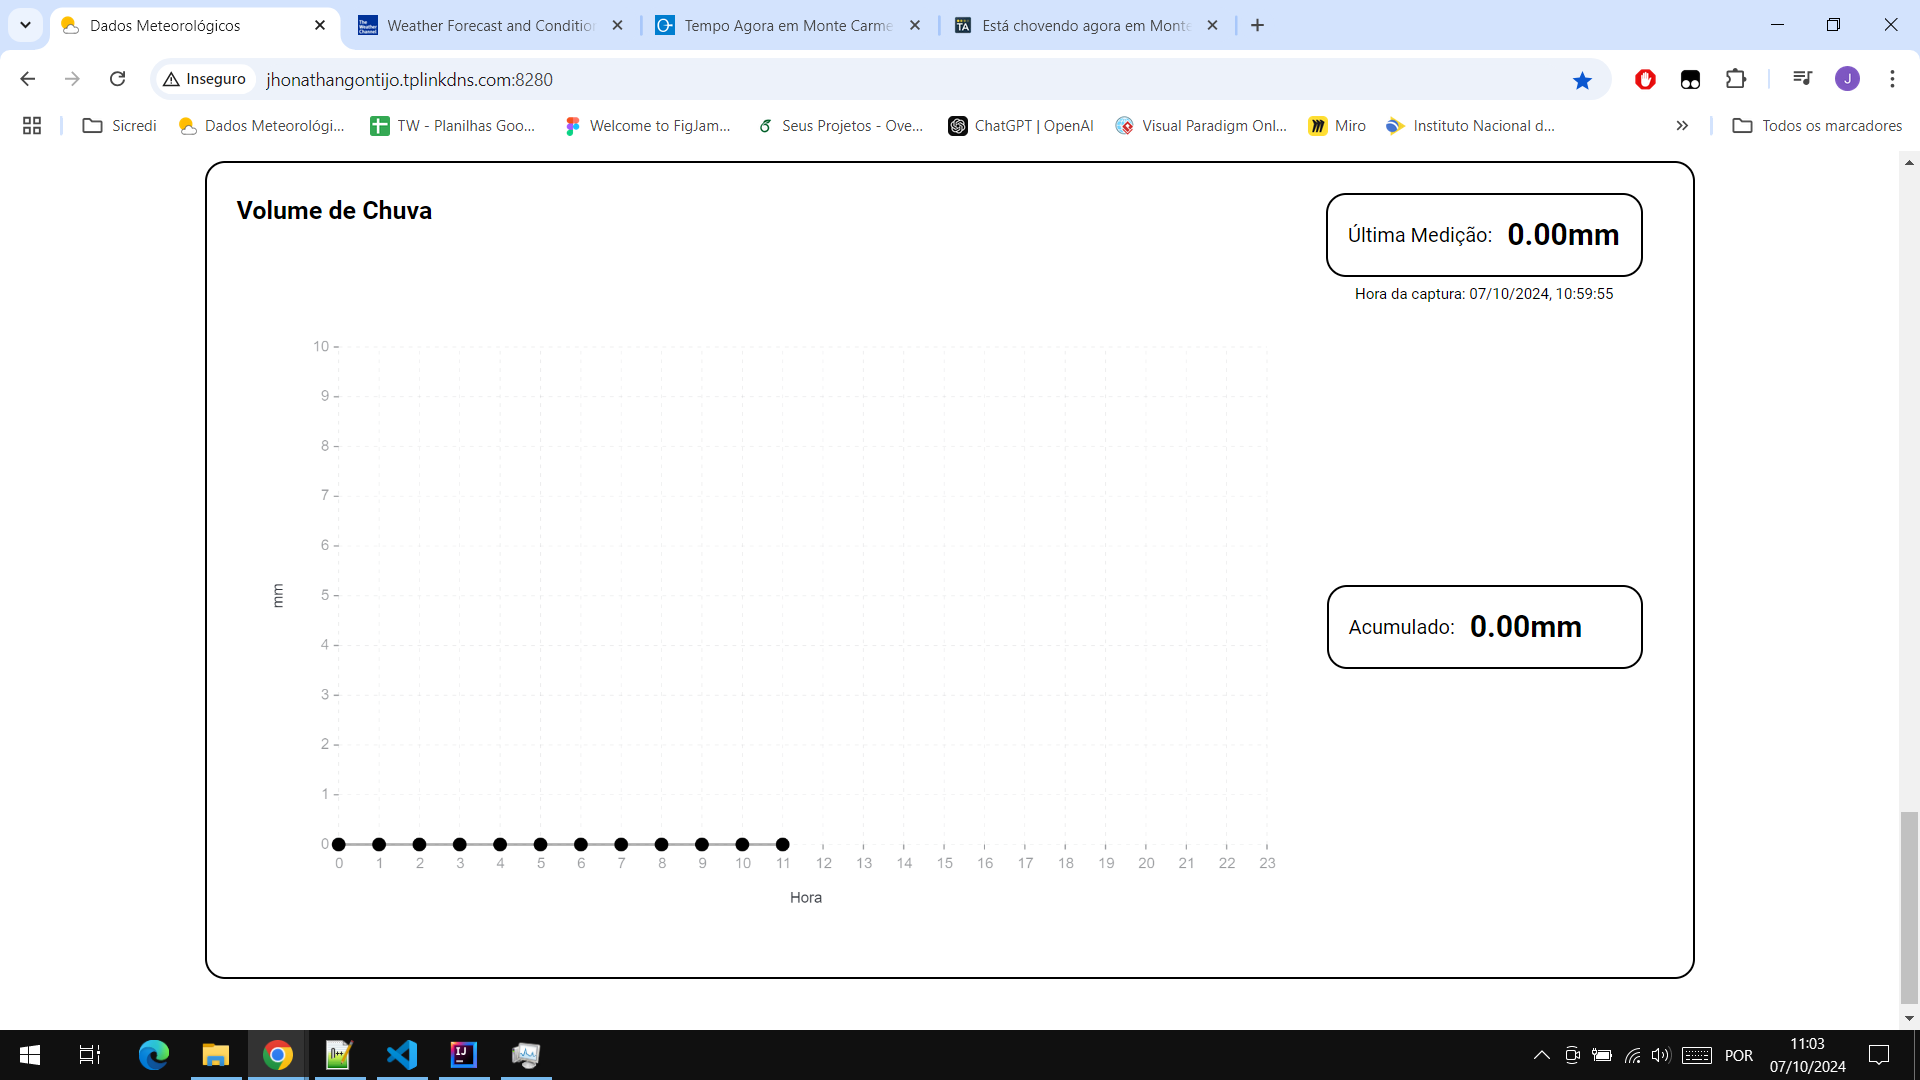 Dados Meteorológicos
Weather Forecast and Condition
Tempo Agora em Monte Carme
Está chovendo agora em Monte
Inseguro
jhonathangontijo.tplinkdns.com:8280
J
Sicredi
Dados Meteorológi...
TW - Planilhas Goo...
Welcome to FigJam...
Seus Projetos - Ove...
ChatGPT | OpenAI
Visual Paradigm Onl...
Miro
Instituto Nacional d...
Todos os marcadores
Volume de Chuva
Última Medição: 0.00mm
Hora da captura: 07/10/2024, 10:59:55
10
9
8
7
6
5
4
3
2
1
0
mm
Acumulado: 0.00mm
0 1 2 3 4 5 6 7 8 9 10 11 12 13 14 15 16 17 18 19 20 21 22 23
Hora
POR
11:03
07/10/2024